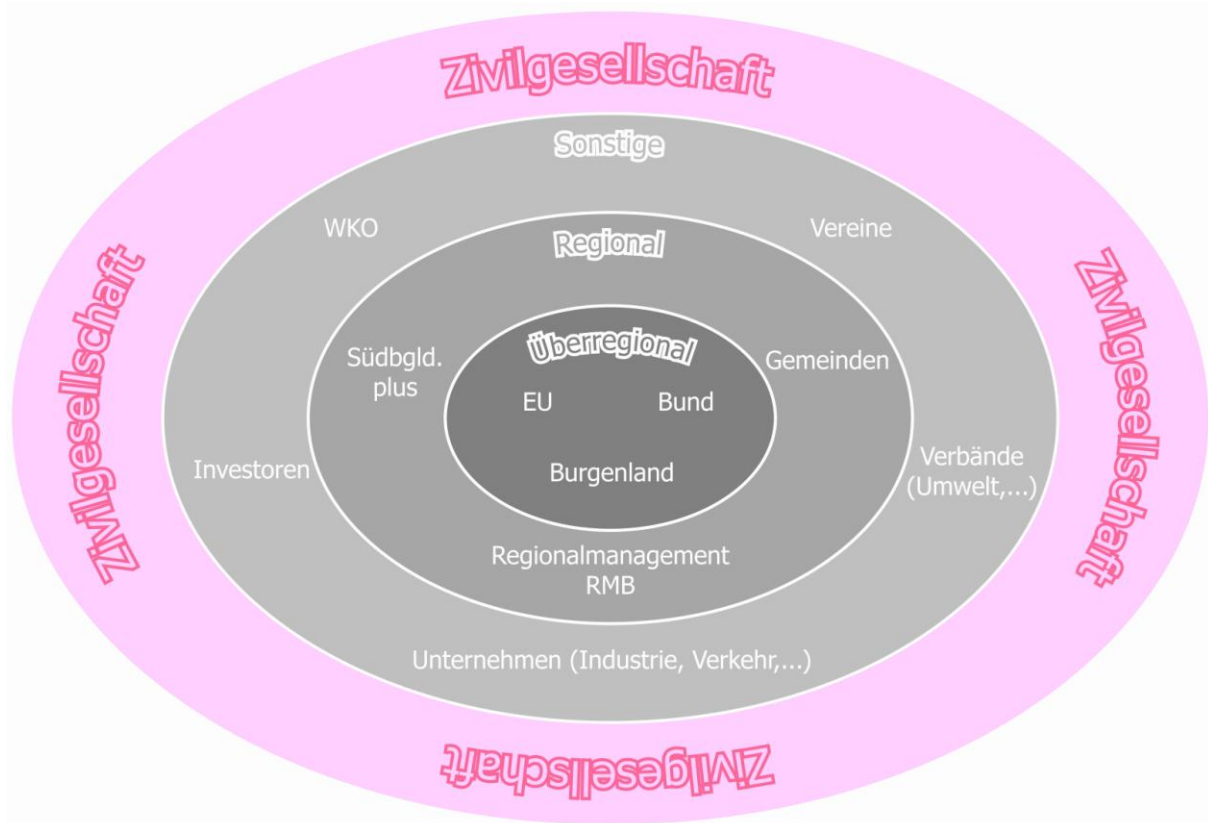 Zivilgesellschaft
Sonstige
WKO
Vereine
Regional
Zivilgesellschaft
Zivilgesellschaft
Überregional
Südbgld.
plus
Gemeinden
EU
Bund
Investoren
Burgenland
Verbände
(Umwelt,...)
Regionalmanagement
RMB
Unternehmen (Industrie, Verkehr,...)
Zivilgesellschaft